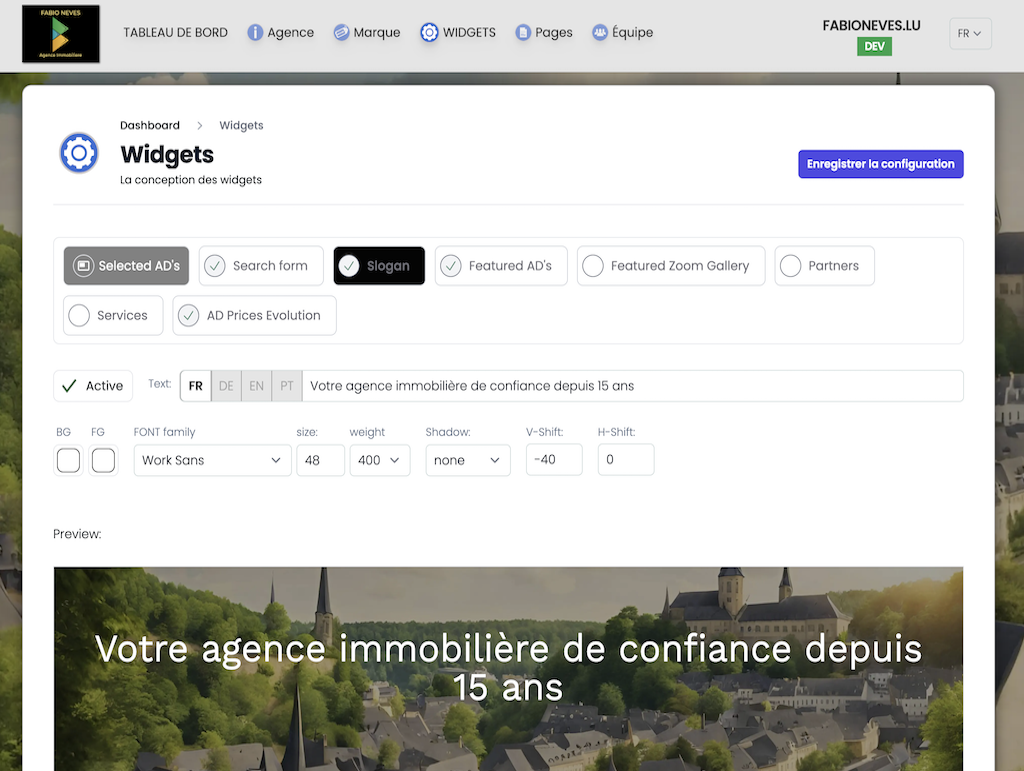 FABIO NEVES
Agence Immobilière
TABLEAU DE BORD Agence Marque WIDGETS Pages Équipe
FABIONEVES.LU
DEV
FR
Dashboard > Widgets
Widgets
La conception des widgets
Enregistrer la configuration
Selected AD's Search form Slogan Featured AD's Featured Zoom Gallery Partners
Services AD Prices Evolution
Active Text: FR DE EN PT Votre agence immobilière de confiance depuis 15 ans
BG FG FONT family size: weight Shadow: V-Shift: H-Shift:
Work Sans 48 400 none -40 0
Preview:
Votre agence immobilière de confiance depuis
15 ans